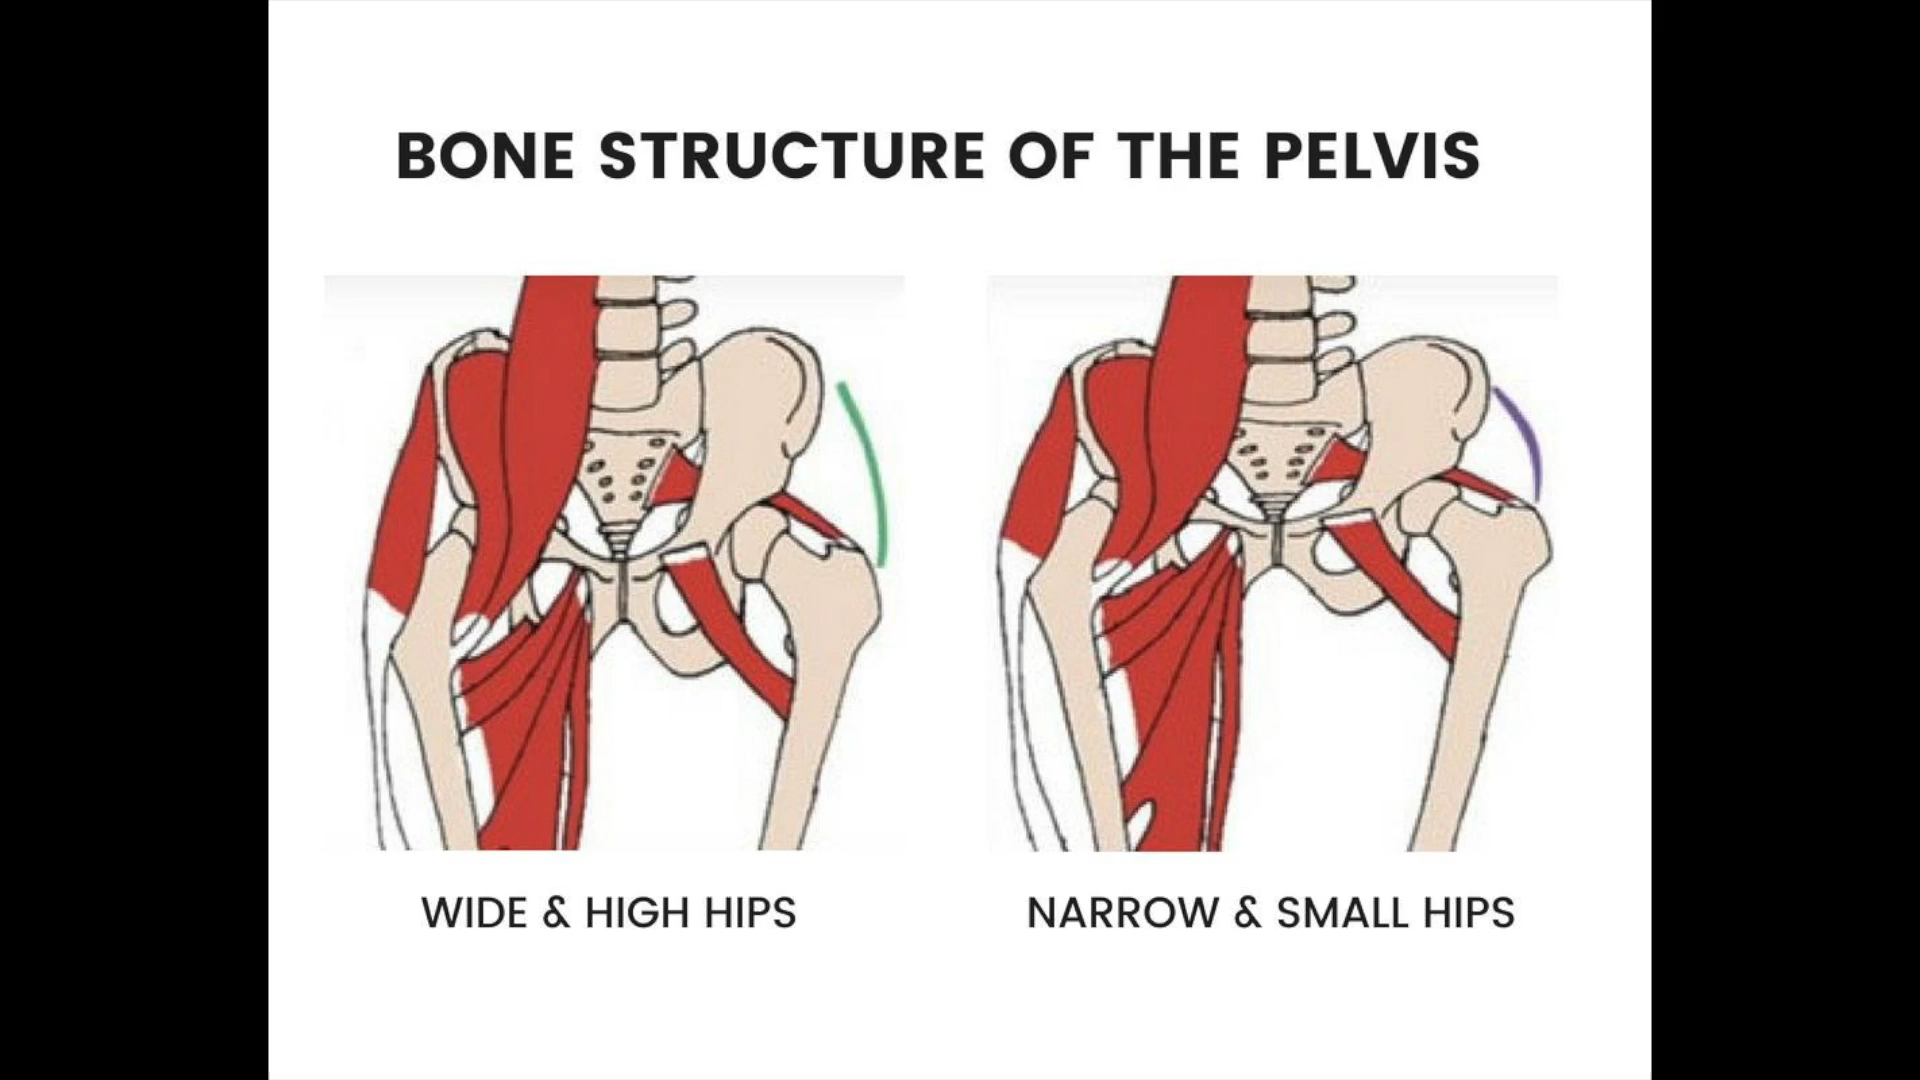 BONE STRUCTURE OF THE PELVIS
WIDE & HIGH HIPS
NARROW & SMALL HIPS